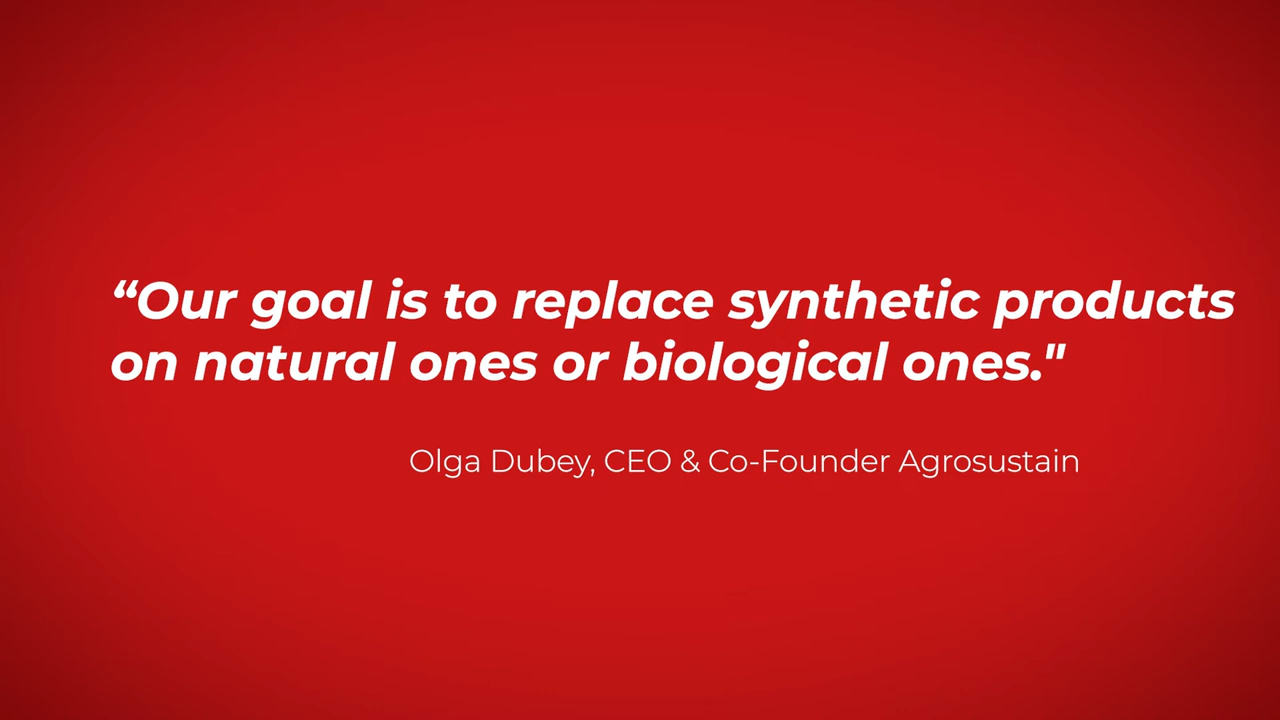 “Our goal is to replace synthetic products
on natural ones or biological ones."
Olga Dubey, CEO & Co-Founder Agrosustain